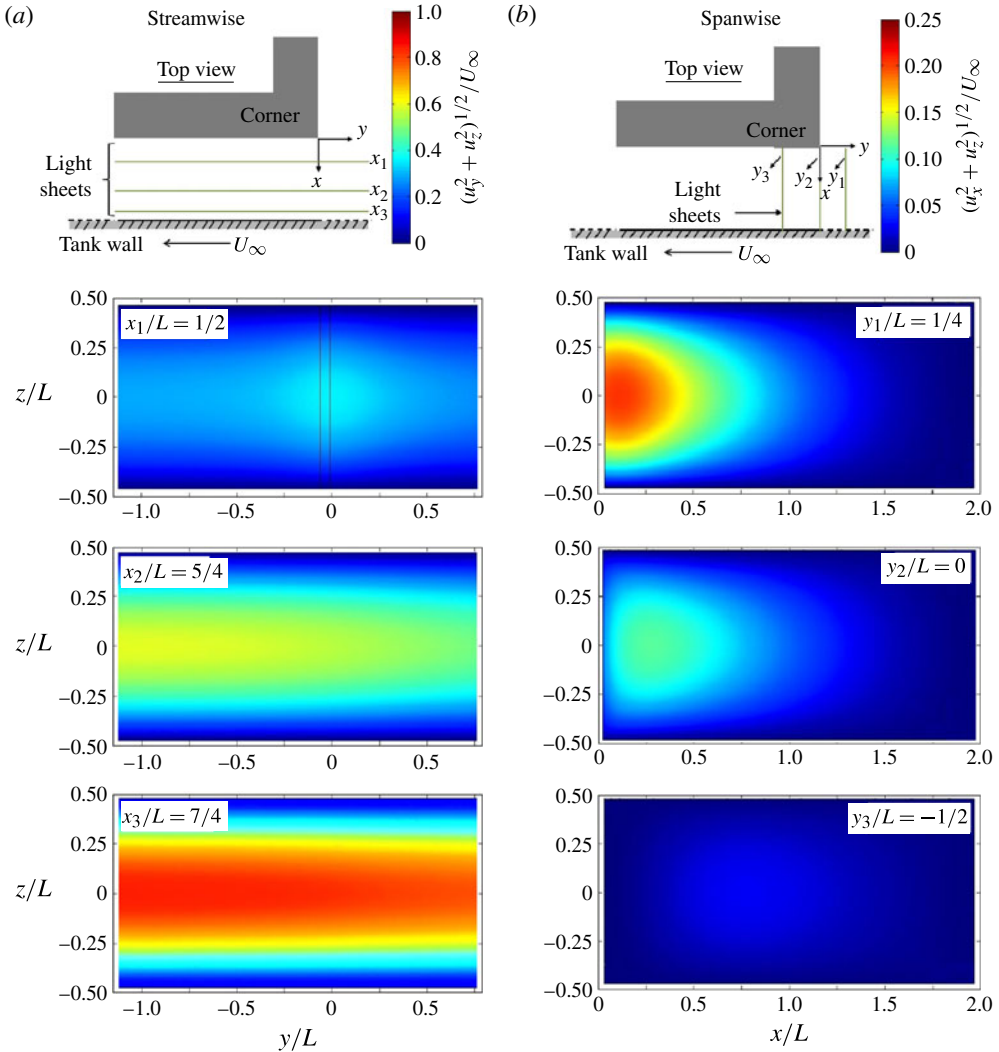 (a) Streamwise
Top view
Corner
y
x
Light sheets
x1
x2
x3
Tank wall
U∞
1.0
0.8
0.6
0.4
0.2
0
(u_y^2 + u_z^2)^1/2/U∞
(b) Spanwise
Top view
Corner
y
y3 y2 y1
x
Light sheets
Tank wall
U∞
0.25
0.20
0.15
0.10
0.05
0
(u_x^2 + u_z^2)^1/2/U∞
x1/L = 1/2
0.50
0.25
0
−0.25
−0.50
z/L
−1.0 −0.5 0 0.5
y1/L = 1/4
0.50
0.25
0
−0.25
−0.50
0 0.5 1.0 1.5 2.0
x2/L = 5/4
0.50
0.25
0
−0.25
−0.50
z/L
−1.0 −0.5 0 0.5
y2/L = 0
0.50
0.25
0
−0.25
−0.50
0 0.5 1.0 1.5 2.0
x3/L = 7/4
0.50
0.25
0
−0.25
−0.50
z/L
−1.0 −0.5 0 0.5
y/L
y3/L = −1/2
0.50
0.25
0
−0.25
−0.50
0 0.5 1.0 1.5 2.0
x/L